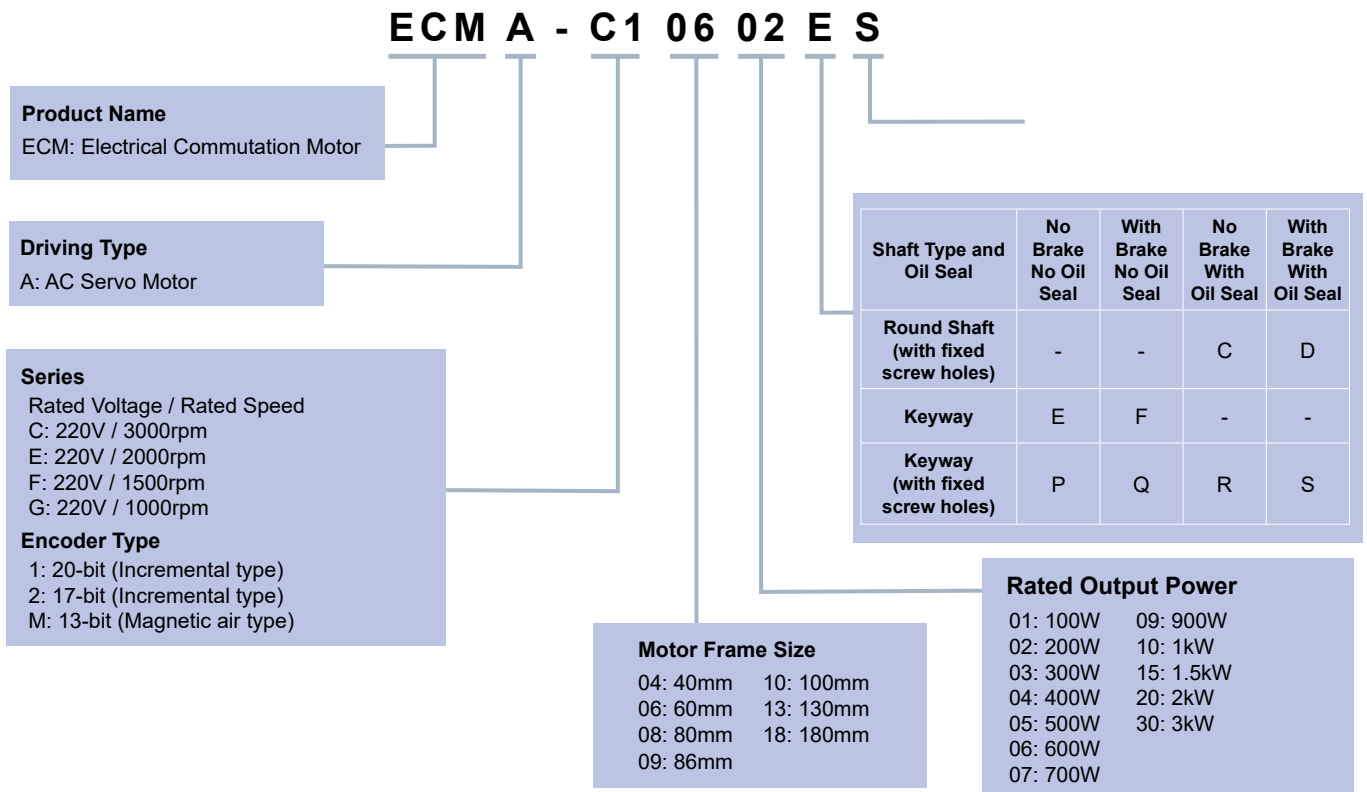 ECM A - C1 06 02 E S
Product Name
ECM: Electrical Commutation Motor
Driving Type
A: AC Servo Motor
Series
Rated Voltage / Rated Speed
C: 220V / 3000rpm
E: 220V / 2000rpm
F: 220V / 1500rpm
G: 220V / 1000rpm
Encoder Type
1: 20-bit (Incremental type)
2: 17-bit (Incremental type)
M: 13-bit (Magnetic air type)
Shaft Type and
Oil Seal
No
Brake
No Oil
Seal
With
Brake
No Oil
Seal
No
Brake
With
Oil Seal
With
Brake
With
Oil Seal
Round Shaft
(with fixed
screw holes)
- - C D
Keyway
E F - -
Keyway
(with fixed
screw holes)
P Q R S
Motor Frame Size
04: 40mm 10: 100mm
06: 60mm 13: 130mm
08: 80mm 18: 180mm
09: 86mm
Rated Output Power
01: 100W 09: 900W
02: 200W 10: 1kW
03: 300W 15: 1.5kW
04: 400W 20: 2kW
05: 500W 30: 3kW
06: 600W
07: 700W